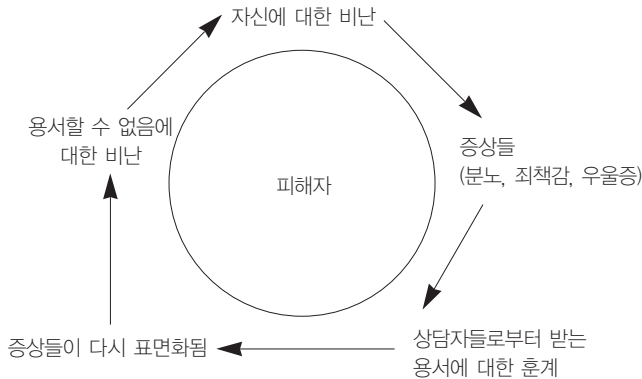 자신에 대한 비난
용서할 수 없음에
대한 비난
증상들
(분노, 죄책감, 우울증)
피해자
증상들이 다시 표면화됨
상담자들로부터 받는
용서에 대한 훈계